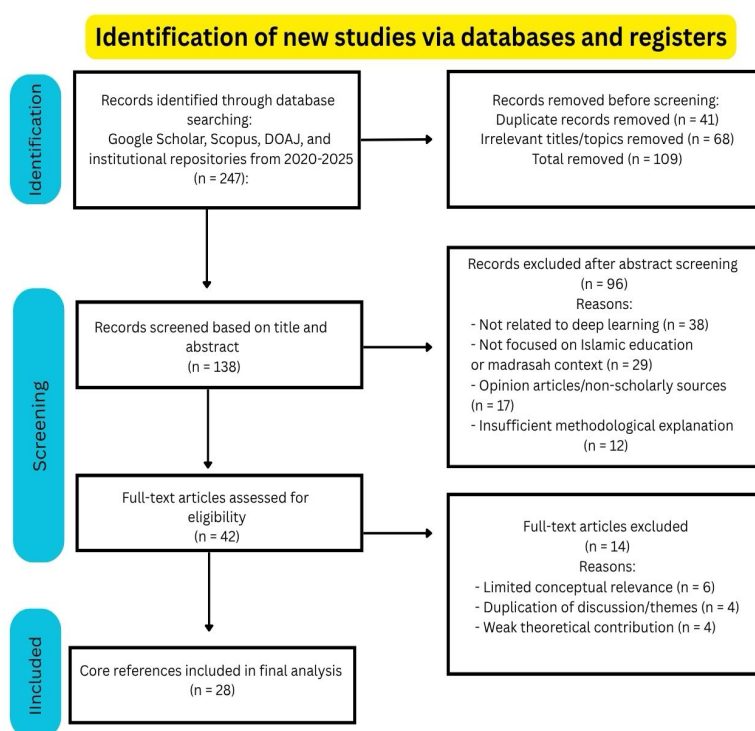 Identification of new studies via databases and registers
Identification
Records identified through database
searching:
Google Scholar, Scopus, DOAJ, and
institutional repositories from 2020-2025
(n = 247):
Records removed before screening:
Duplicate records removed (n = 41)
Irrelevant titles/topics removed (n = 68)
Total removed (n = 109)
Screening
Records screened based on title and
abstract
(n = 138)
Records excluded after abstract screening
(n = 96)
Reasons:
- Not related to deep learning (n = 38)
- Not focused on Islamic education
or madrasah context (n = 29)
- Opinion articles/non-scholarly sources
(n = 17)
- Insufficient methodological explanation
(n = 12)
Full-text articles assessed for
eligibility
(n = 42)
Full-text articles excluded
(n = 14)
Reasons:
- Limited conceptual relevance (n = 6)
- Duplication of discussion/themes (n = 4)
- Weak theoretical contribution (n = 4)
IIncluded
Core references included in final analysis
(n = 28)